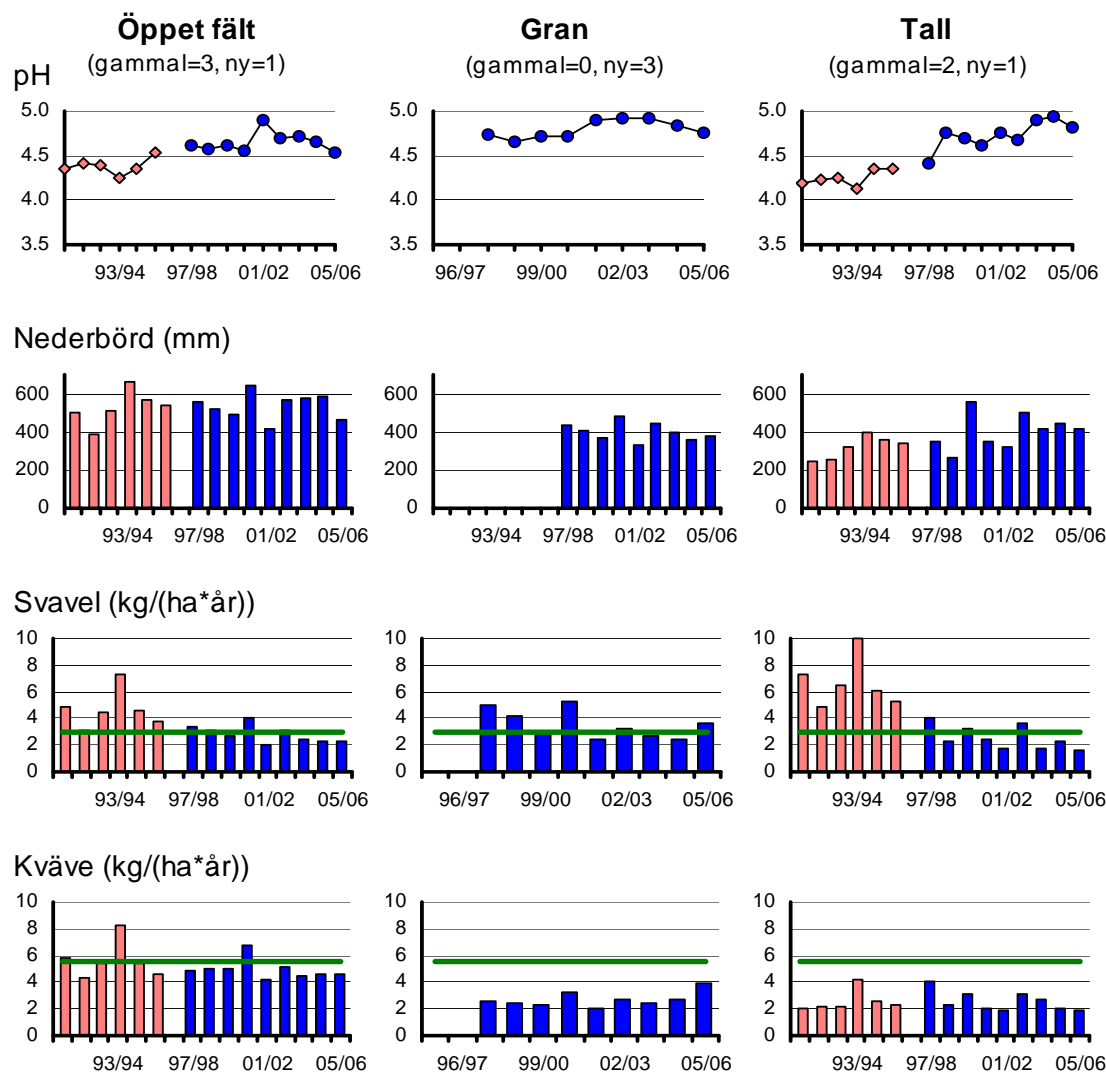 Öppet fält Gran Tall
(gammal=3, ny=1) (gammal=0, ny=3) (gammal=2, ny=1)
pH
5.0 5.0 5.0
4.5 4.5 4.5
4.0 4.0 4.0
3.5 3.5 3.5
93/94 97/98 01/02 05/06 96/97 99/00 02/03 05/06 93/94 97/98 01/02 05/06
Nederbörd (mm)
600 600 600
400 400 400
200 200 200
0 0 0
93/94 97/98 01/02 05/06 93/94 97/98 01/02 05/06 93/94 97/98 01/02 05/06
Svavel (kg/(ha*år))
10 10 10
8 8 8
6 6 6
4 4 4
2 2 2
0 0 0
93/94 97/98 01/02 05/06 96/97 99/00 02/03 05/06 93/94 97/98 01/02 05/06
Kväve (kg/(ha*år))
10 10 10
8 8 8
6 6 6
4 4 4
2 2 2
0 0 0
93/94 97/98 01/02 05/06 96/97 99/00 02/03 05/06 93/94 97/98 01/02 05/06